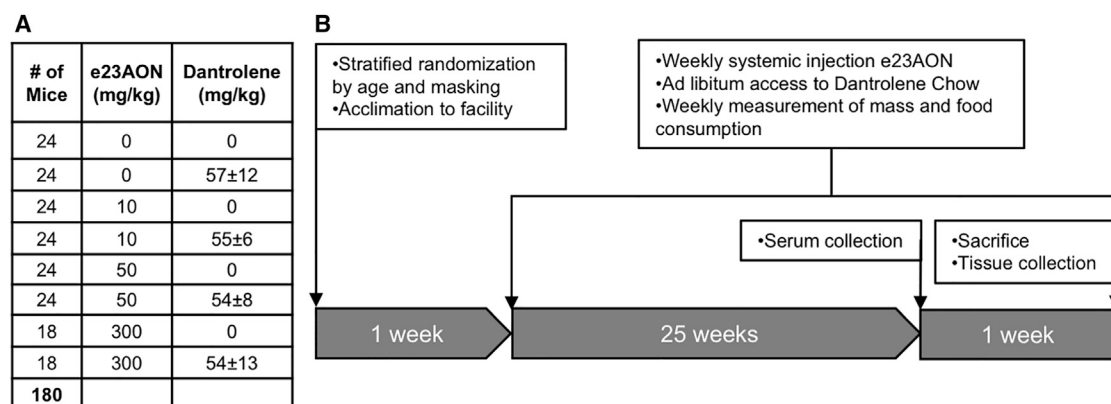 A
# of Mice e23AON (mg/kg) Dantrolene (mg/kg)
24 0 0
24 0 57±12
24 10 0
24 10 55±6
24 50 0
24 50 54±8
18 300 0
18 300 54±13
180
B
•Stratified randomization
by age and masking
•Acclimation to facility
•Weekly systemic injection e23AON
•Ad libitum access to Dantrolene Chow
•Weekly measurement of mass and food
consumption
•Serum collection
•Sacrifice
•Tissue collection
1 week
25 weeks
1 week